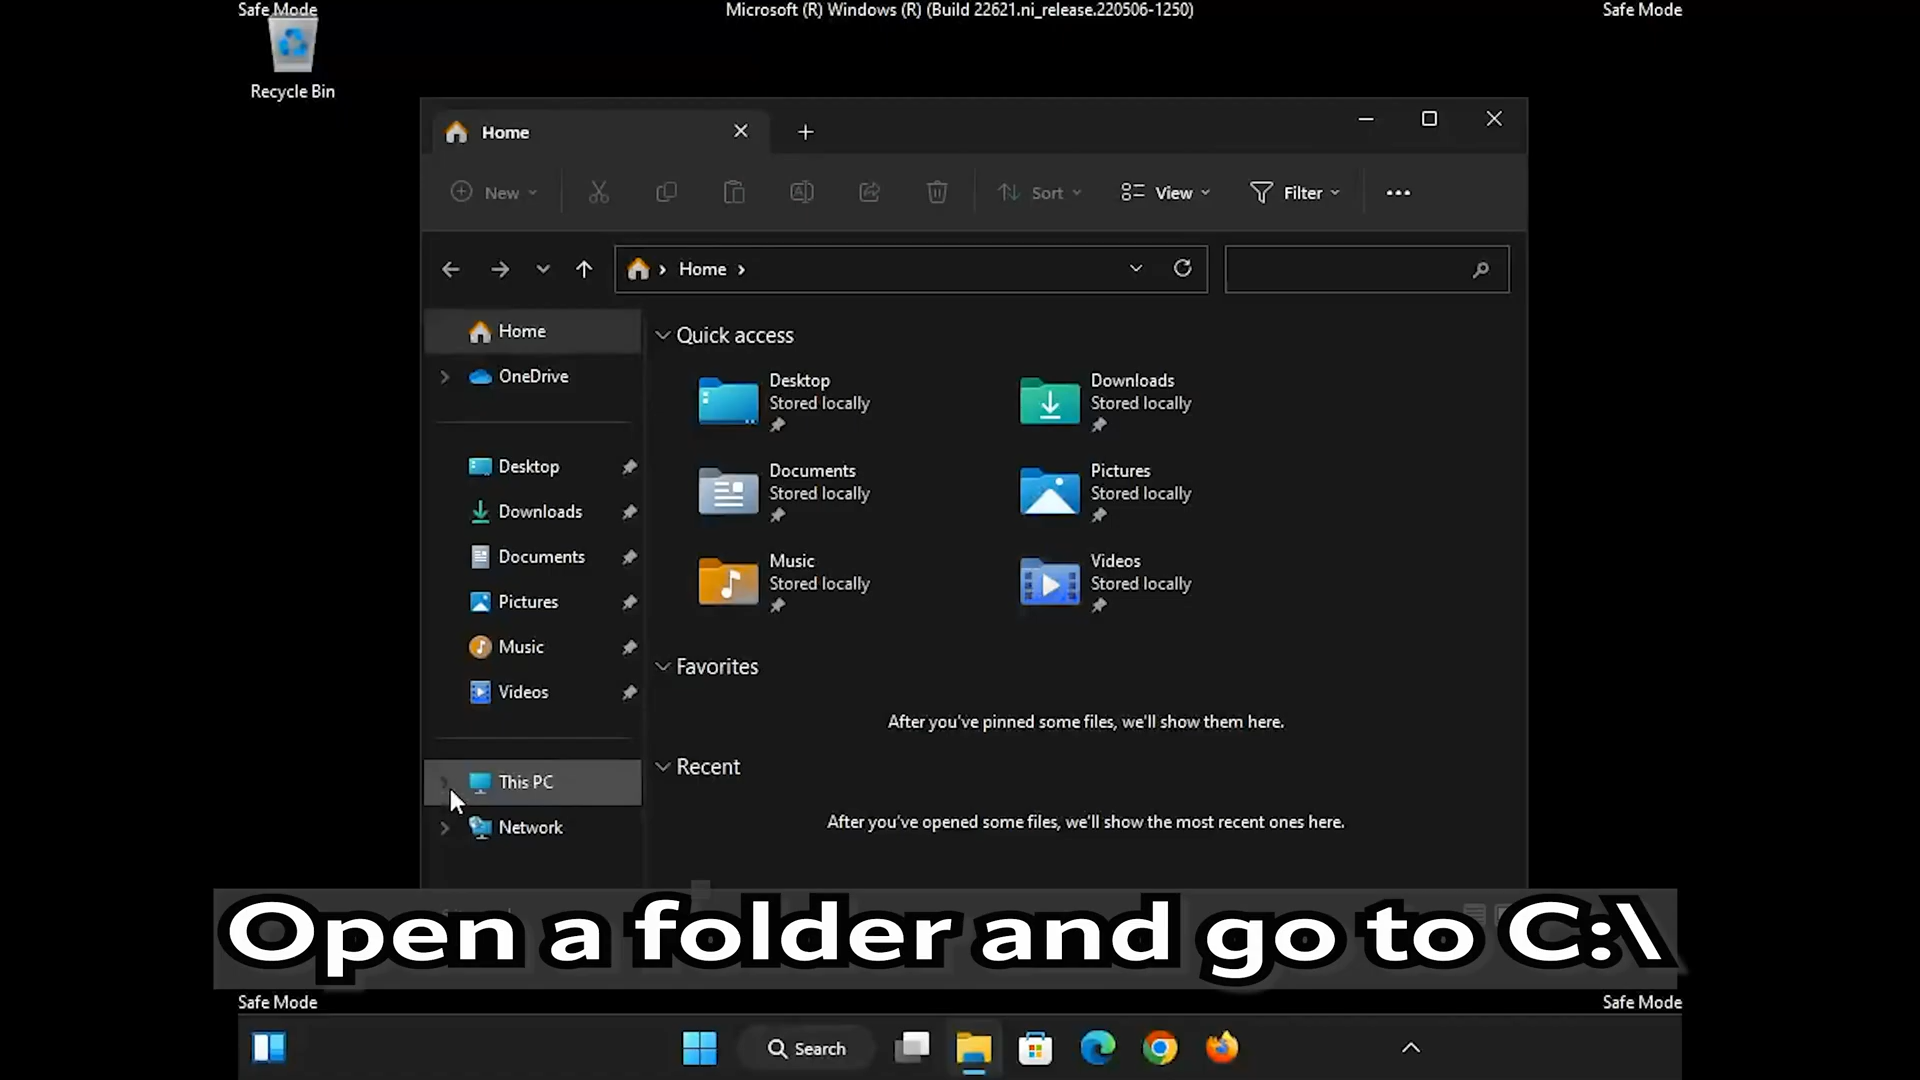 Safe Mode
Microsoft (R) Windows (R) (Build 22621.ni_release.220506-1250)
Safe Mode
Recycle Bin
Home
New
Sort
View
Filter
Home
Home
OneDrive
Desktop
Downloads
Documents
Pictures
Music
Videos
This PC
Network
Quick access
Desktop
Stored locally
Downloads
Stored locally
Documents
Stored locally
Pictures
Stored locally
Music
Stored locally
Videos
Stored locally
Favorites
After you've pinned some files, we'll show them here.
Recent
After you've opened some files, we'll show the most recent ones here.
Open a folder and go to C:\
Safe Mode
Safe Mode
Search